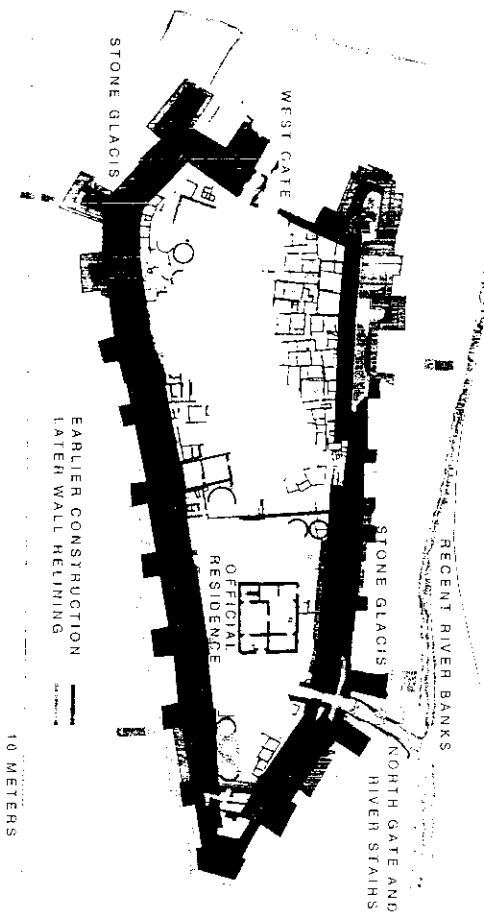 STONE GLACIS
WEST GATE
STONE GLACIS
RECENT RIVER BANKS
NORTH GATE AND
RIVER STAIRS
OFFICIAL
RESIDENCE
EARLIER CONSTRUCTION
LATER WALL RELINING
10 METERS